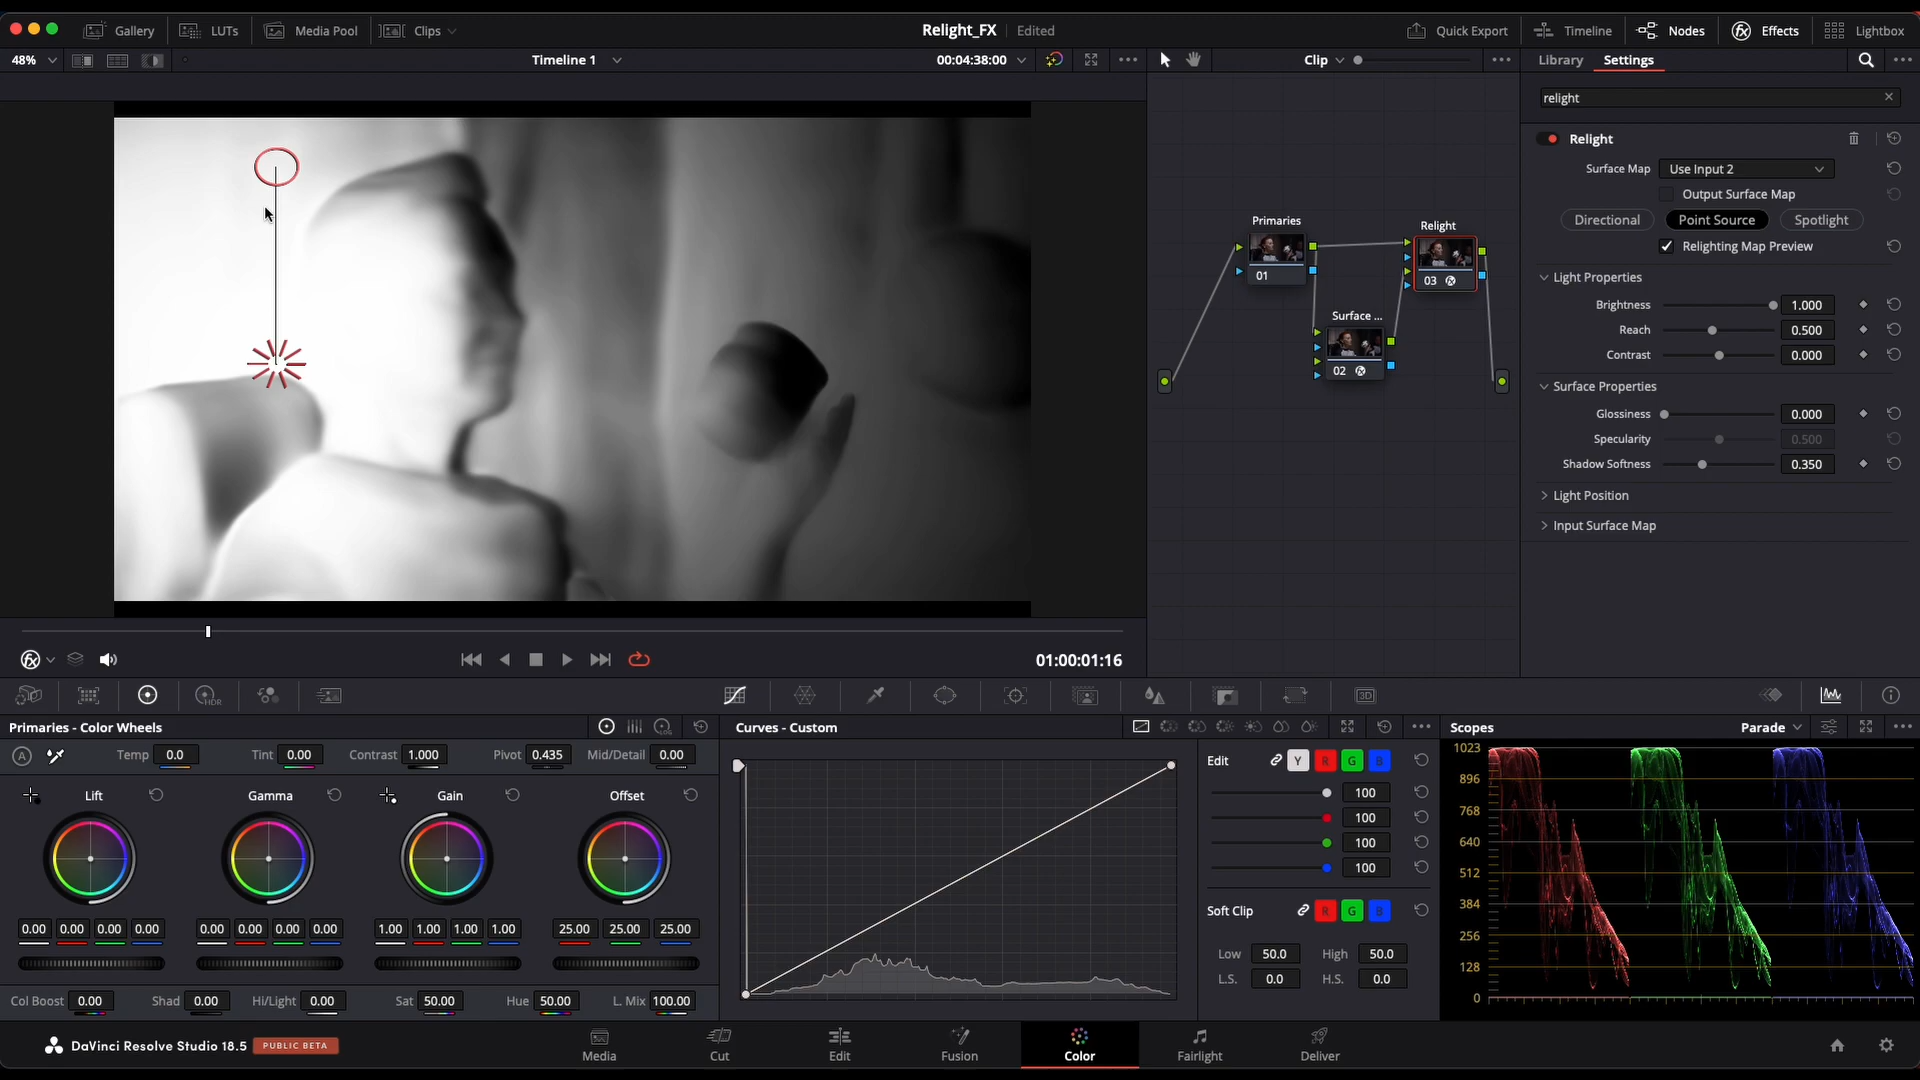 Gallery LUTs Media Pool Clips Relight_FX Edited Quick Export Timeline Nodes Effects Lightbox
48% Timeline 1 00:04:38:00 Clip Library Settings
relight
Relight
Surface Map Use Input 2
Output Surface Map
Directional Point Source Spotlight
Relighting Map Preview
Light Properties
Brightness 1.000
Reach 0.500
Contrast 0.000
Surface Properties
Glossiness 0.000
Specularity 0.500
Shadow Softness 0.350
Light Position
Input Surface Map
Primaries
01
Relight
03
Surface ...
02
01:00:01:16
HDR
3D
Primaries - Color Wheels
LOG
A Temp 0.0 Tint 0.00 Contrast 1.000 Pivot 0.435 Mid/Detail 0.00
Lift Gamma Gain Offset
0.00 0.00 0.00 0.00 0.00 0.00 0.00 0.00 1.00 1.00 1.00 1.00 25.00 25.00 25.00
Col Boost 0.00 Shad 0.00 Hi/Light 0.00 Sat 50.00 Hue 50.00 L. Mix 100.00
Curves - Custom
Edit Y R G B
100
100
100
100
Soft Clip R G B
Low 50.0 High 50.0
L.S. 0.0 H.S. 0.0
Scopes Parade
1023
896
768
640
512
384
256
128
0
DaVinci Resolve Studio 18.5 PUBLIC BETA
Media Cut Edit Fusion Color Fairlight Deliver